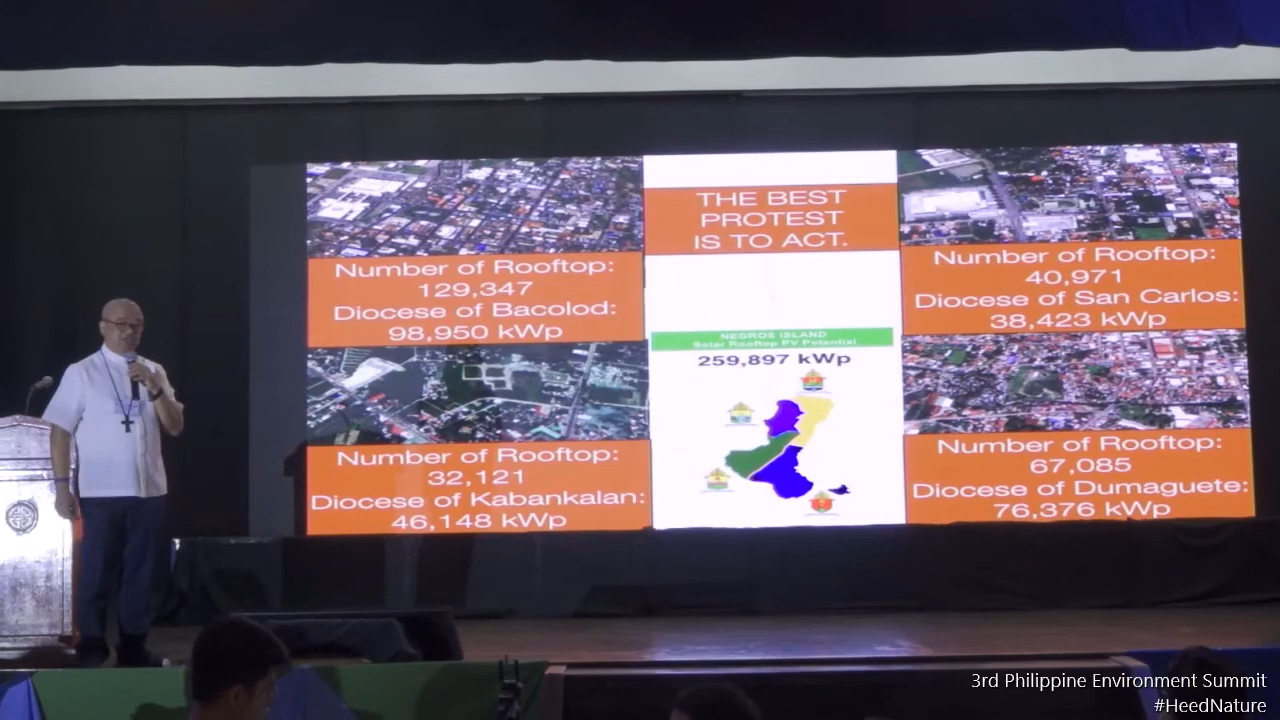 Number of Rooftop:
129,347
Diocese of Bacolod:
98,950 kWp
Number of Rooftop:
32,121
Diocese of Kabankalan:
46,148 kWp
THE BEST
PROTEST
IS TO ACT.
NEGROS ISLAND
Solar Rooftop PV Potential
259,897 kWp
Number of Rooftop:
40,971
Diocese of San Carlos:
38,423 kWp
Number of Rooftop:
67,085
Diocese of Dumaguete:
76,376 kWp
3rd Philippine Environment Summit
#HeedNature